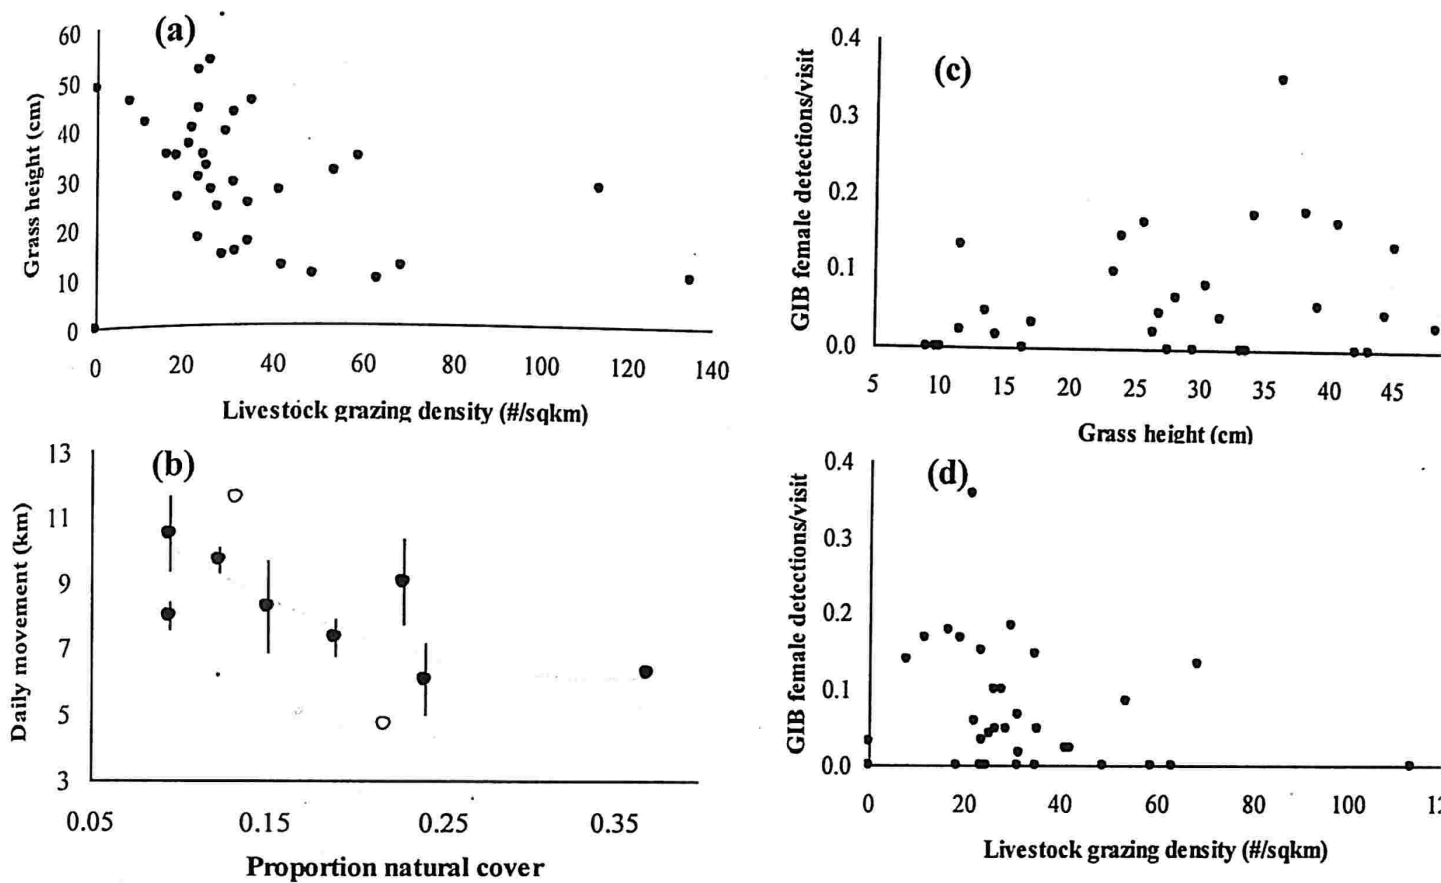 (a)
60
50
40
30
20
10
0
Grass height (cm)
0 20 40 60 80 100 120 140
Livestock grazing density (#/sqkm)
(b)
13
11
9
7
5
3
Daily movement (km)
0.05 0.15 0.25 0.35
Proportion natural cover
(c)
0.4
0.3
0.2
0.1
0.0
GIB female detections/visit
5 10 15 20 25 30 35 40 45
Grass height (cm)
(d)
0.4
0.3
0.2
0.1
0.0
GIB female detections/visit
0 20 40 60 80 100
Livestock grazing density (#/sqkm)